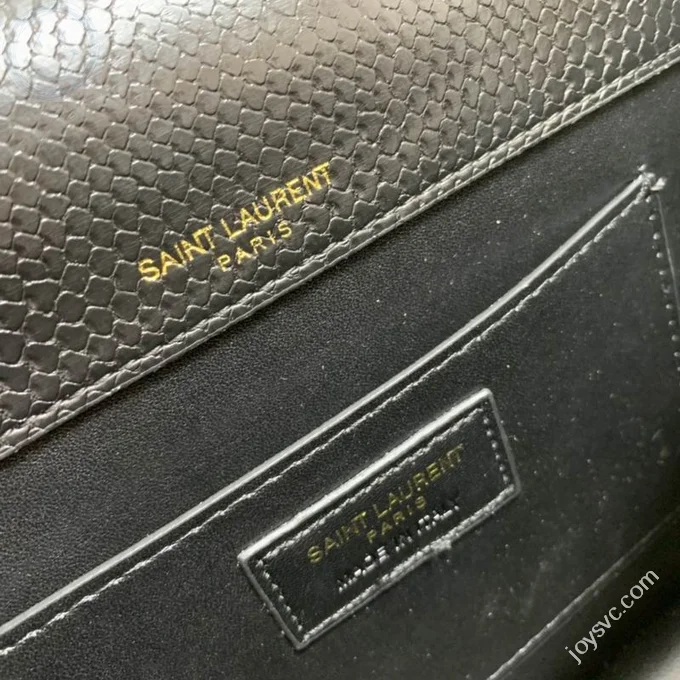 SAINT LAURENT
PARIS
SAINT LAURENT
PARIS
MADE IN ITALY
joysvc.com